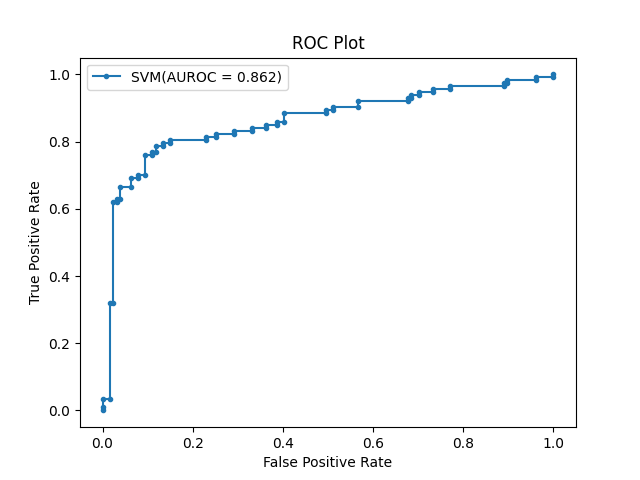 ROC Plot
SVM(AUROC = 0.862)
1.0
0.8
0.6
0.4
0.2
0.0
True Positive Rate
0.0 0.2 0.4 0.6 0.8 1.0
False Positive Rate